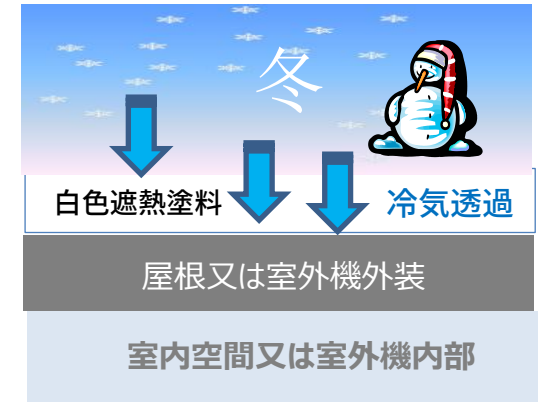 冬
白色遮熱塗料
冷気透過
屋根又は室外機外装
室内空間又は室外機内部